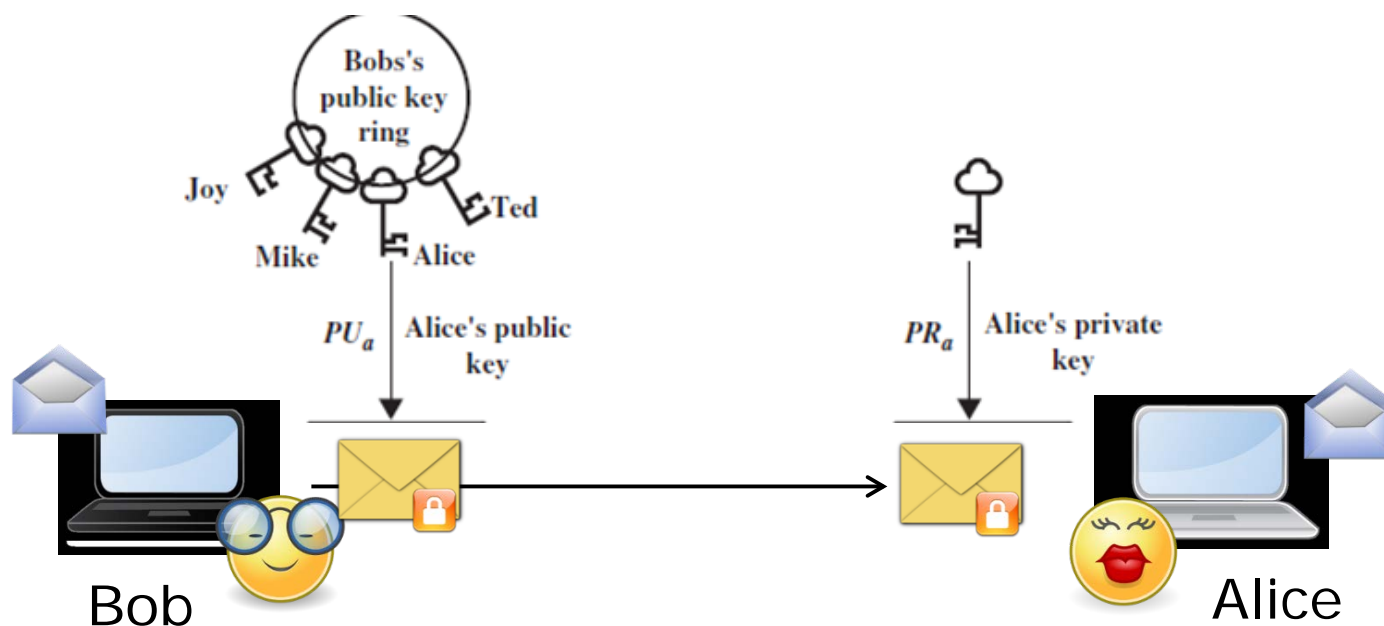 Bobs's
public key
ring
Joy
Ted
Mike
Alice
PUa
Alice's public
key
PRa
Alice's private
key
Bob
Alice